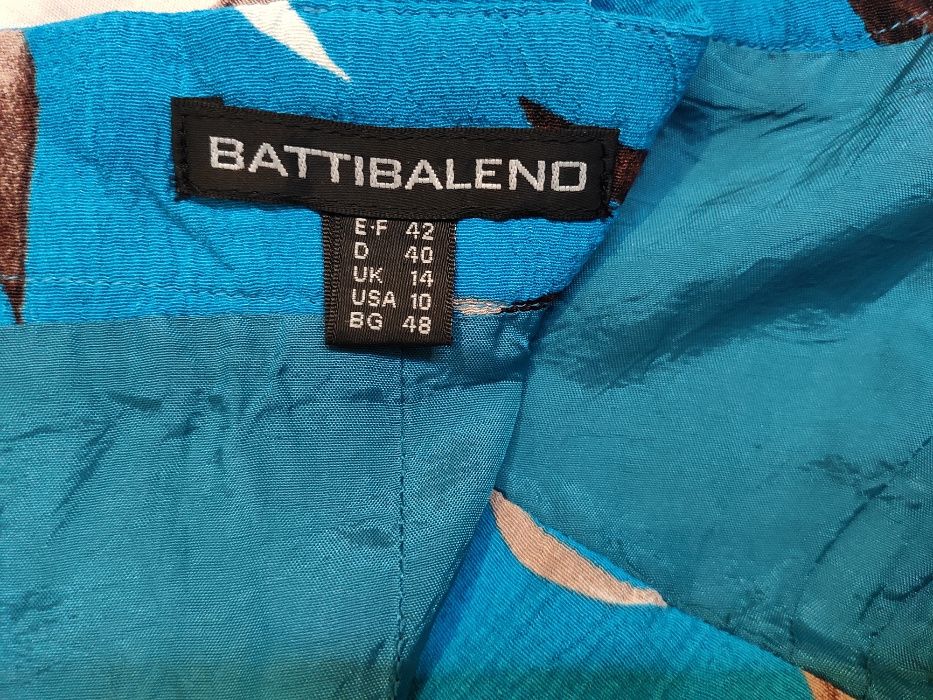 BATTIBALENO
E·F 42
D 40
UK 14
USA 10
BG 48